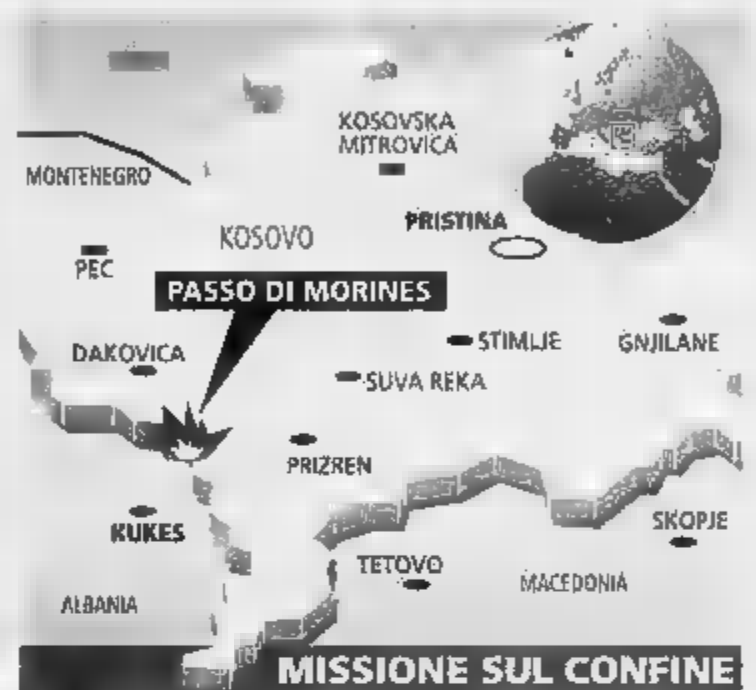 KOSOVSKA
MITROVICA
MONTENEGRO
PRISTINA
KOSOVO
PEC
PASSO DI MORINES
STIMLJE
GNJILANE
DAKOVICA
SUVA REKA
PRIZREN
KUKES
SKOPJE
TETOVO
MACEDONIA
ALBANIA
MISSIONE SUL CONFINE